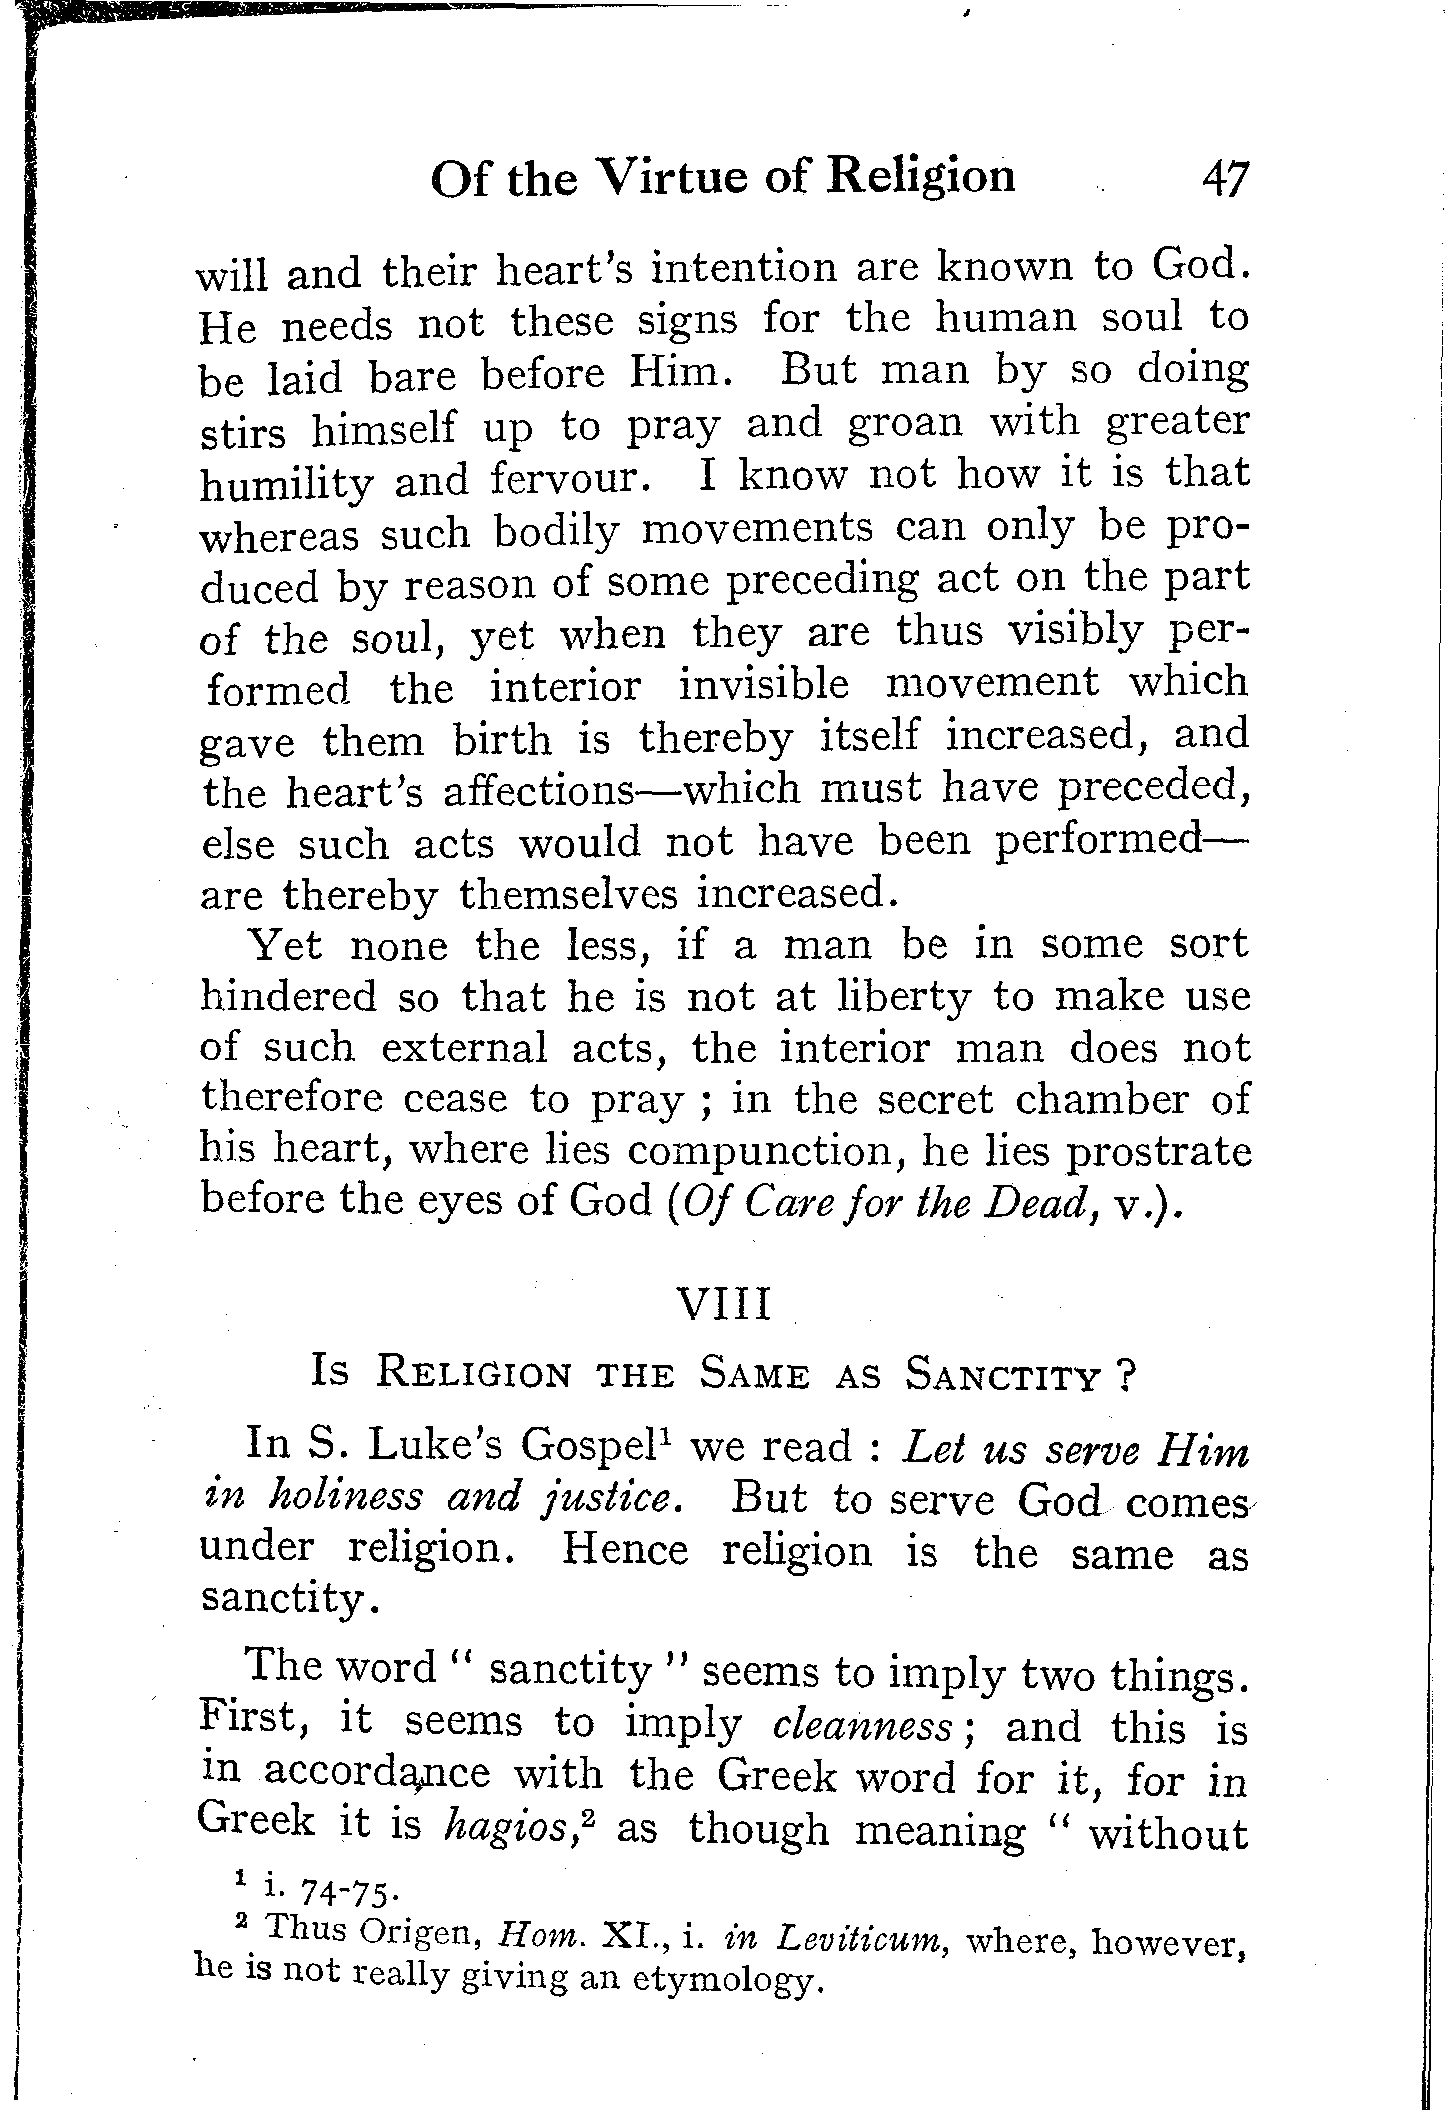 Of the Virtue of Religion 47
will and their heart's intention are known to God.
He needs not these signs for the human soul to
be laid bare before Him. But man by so doing
stirs himself up to pray and groan with greater
humility and fervour. I know not how it is that
whereas such bodily movements can only be pro-
duced by reason of some preceding act on the part
of the soul, yet when they are thus visibly per-
formed the interior invisible movement which
gave them birth is thereby itself increased, and
the heart's affections—which must have preceded,
else such acts would not have been performed—
are thereby themselves increased.
Yet none the less, if a man be in some sort
hindered so that he is not at liberty to make use
of such external acts, the interior man does not
therefore cease to pray ; in the secret chamber of
his heart, where lies compunction, he lies prostrate
before the eyes of God (Of Care for the Dead, v.).
VIII
Is Religion the Same as Sanctity ?
In S. Luke's Gospel¹ we read : Let us serve Him
in holiness and justice. But to serve God comes
under religion. Hence religion is the same as
sanctity.
The word “ sanctity ” seems to imply two things.
First, it seems to imply cleanness ; and this is
in accordance with the Greek word for it, for in
Greek it is hagios,² as though meaning “ without
¹ i. 74-75.
² Thus Origen, Hom. XI., i. in Leviticum, where, however,
he is not really giving an etymology.